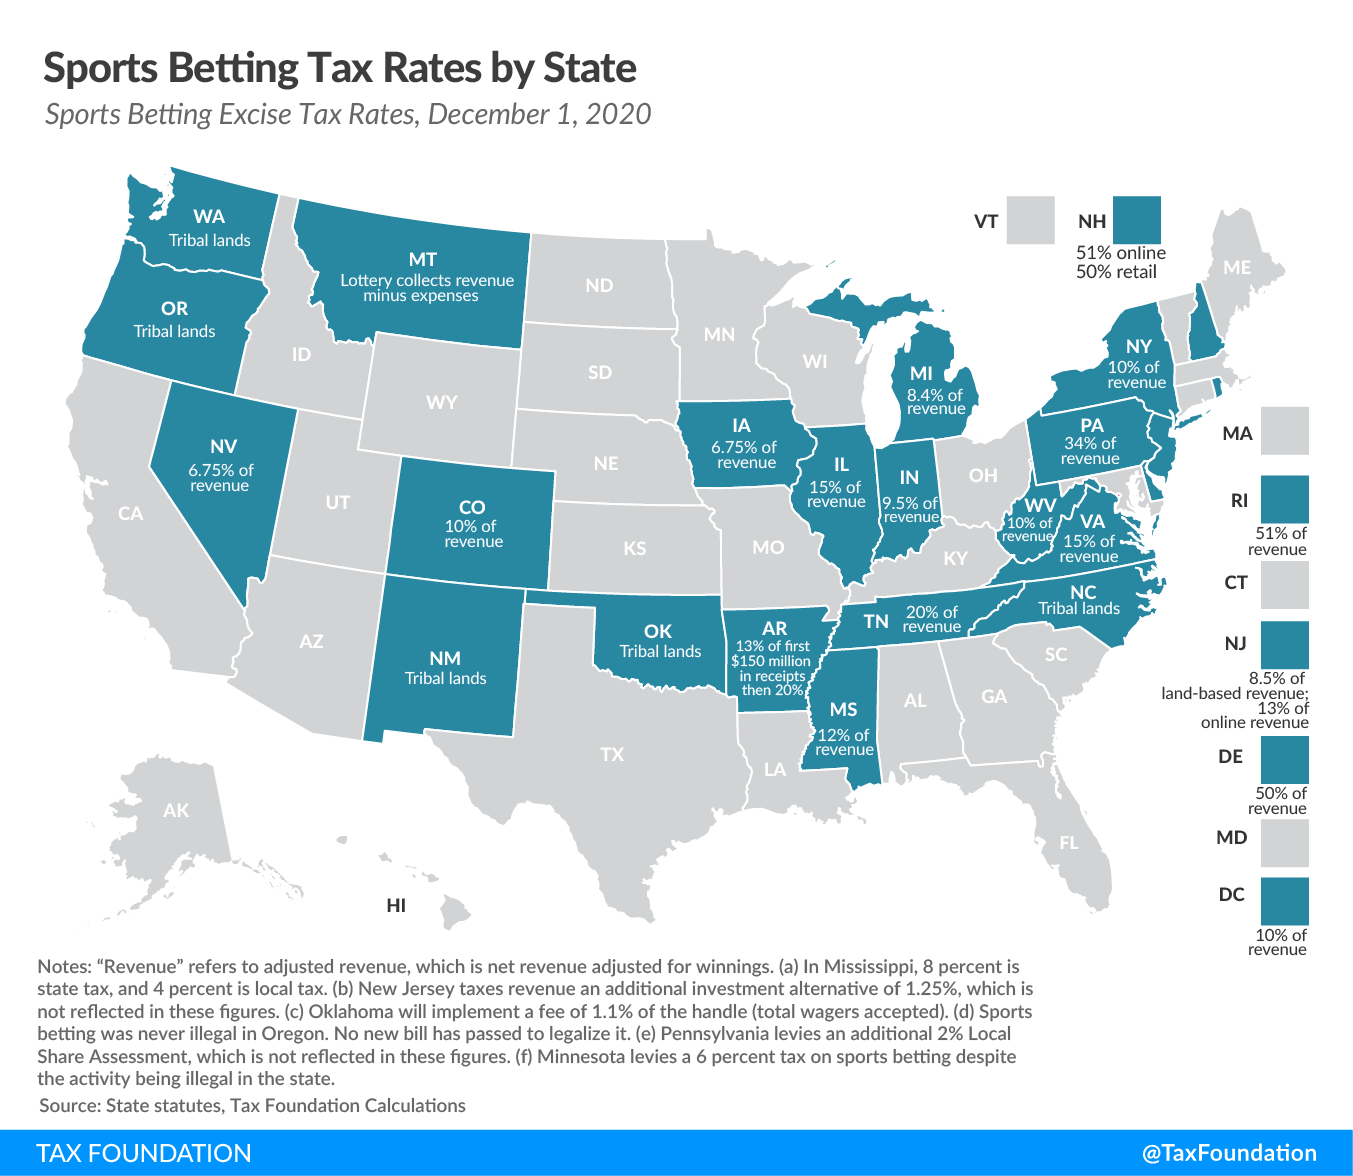 Sports Betting Tax Rates by State
Sports Betting Excise Tax Rates, December 1, 2020
WA
Tribal lands
OR
Tribal lands
MT
Lottery collects revenue
minus expenses
ID
ND
SD
MN
WI
WY
NV
6.75% of
revenue
CA
UT
CO
10% of
revenue
NE
KS
IA
6.75% of
revenue
MO
IL
15% of
revenue
MI
8.4% of
revenue
IN
9.5% of
revenue
OH
KY
WV
10% of
revenue
VA
15% of
revenue
PA
34% of
revenue
NY
10% of
revenue
ME
VT
NH
51% online
50% retail
MA
RI
51% of
revenue
CT
NJ
8.5% of
land-based revenue;
13% of
online revenue
DE
50% of
revenue
MD
DC
10% of
revenue
AZ
NM
Tribal lands
OK
Tribal lands
AR
13% of first
$150 million
in receipts
then 20%
TN
20% of
revenue
NC
Tribal lands
SC
MS
12% of
revenue
AL
GA
TX
LA
FL
AK
HI
Notes: “Revenue” refers to adjusted revenue, which is net revenue adjusted for winnings. (a) In Mississippi, 8 percent is
state tax, and 4 percent is local tax. (b) New Jersey taxes revenue an additional investment alternative of 1.25%, which is
not reflected in these figures. (c) Oklahoma will implement a fee of 1.1% of the handle (total wagers accepted). (d) Sports
betting was never illegal in Oregon. No new bill has passed to legalize it. (e) Pennsylvania levies an additional 2% Local
Share Assessment, which is not reflected in these figures. (f) Minnesota levies a 6 percent tax on sports betting despite
the activity being illegal in the state.
Source: State statutes, Tax Foundation Calculations
TAX FOUNDATION
@TaxFoundation